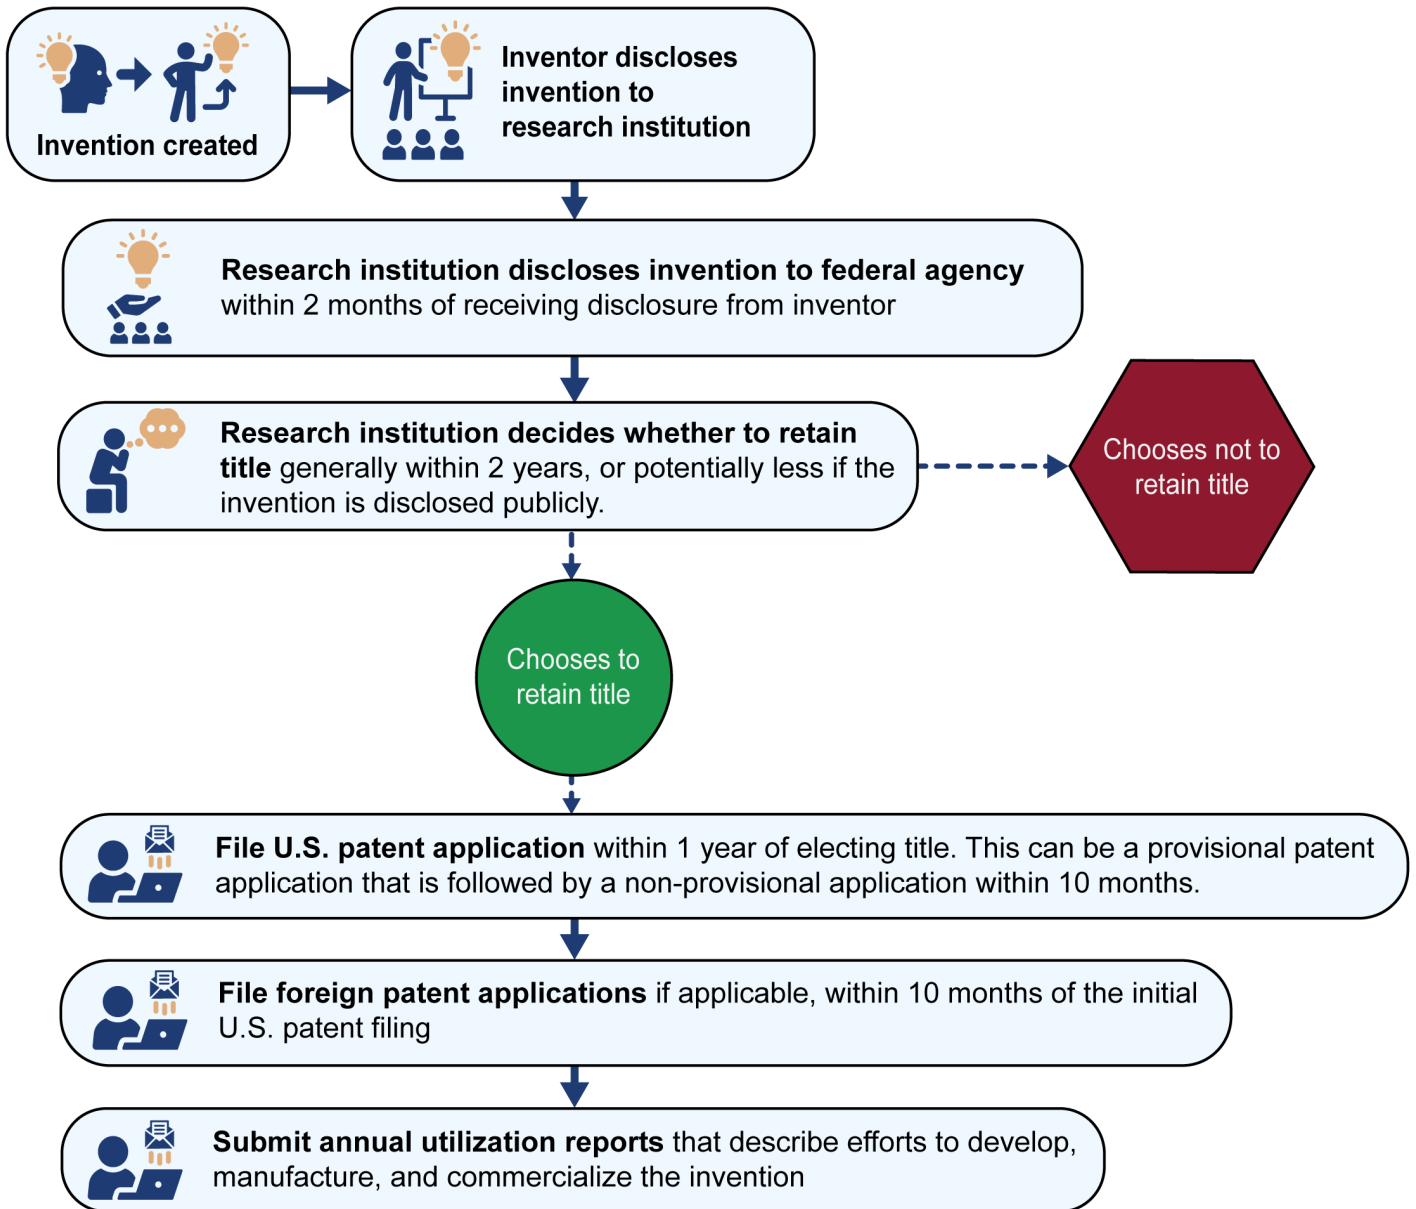 Invention created
Inventor discloses
invention to
research institution
Research institution discloses invention to federal agency
within 2 months of receiving disclosure from inventor
Research institution decides whether to retain
title generally within 2 years, or potentially less if the
invention is disclosed publicly.
Chooses not to
retain title
Chooses to
retain title
File U.S. patent application within 1 year of electing title. This can be a provisional patent
application that is followed by a non-provisional application within 10 months.
File foreign patent applications if applicable, within 10 months of the initial
U.S. patent filing
Submit annual utilization reports that describe efforts to develop,
manufacture, and commercialize the invention